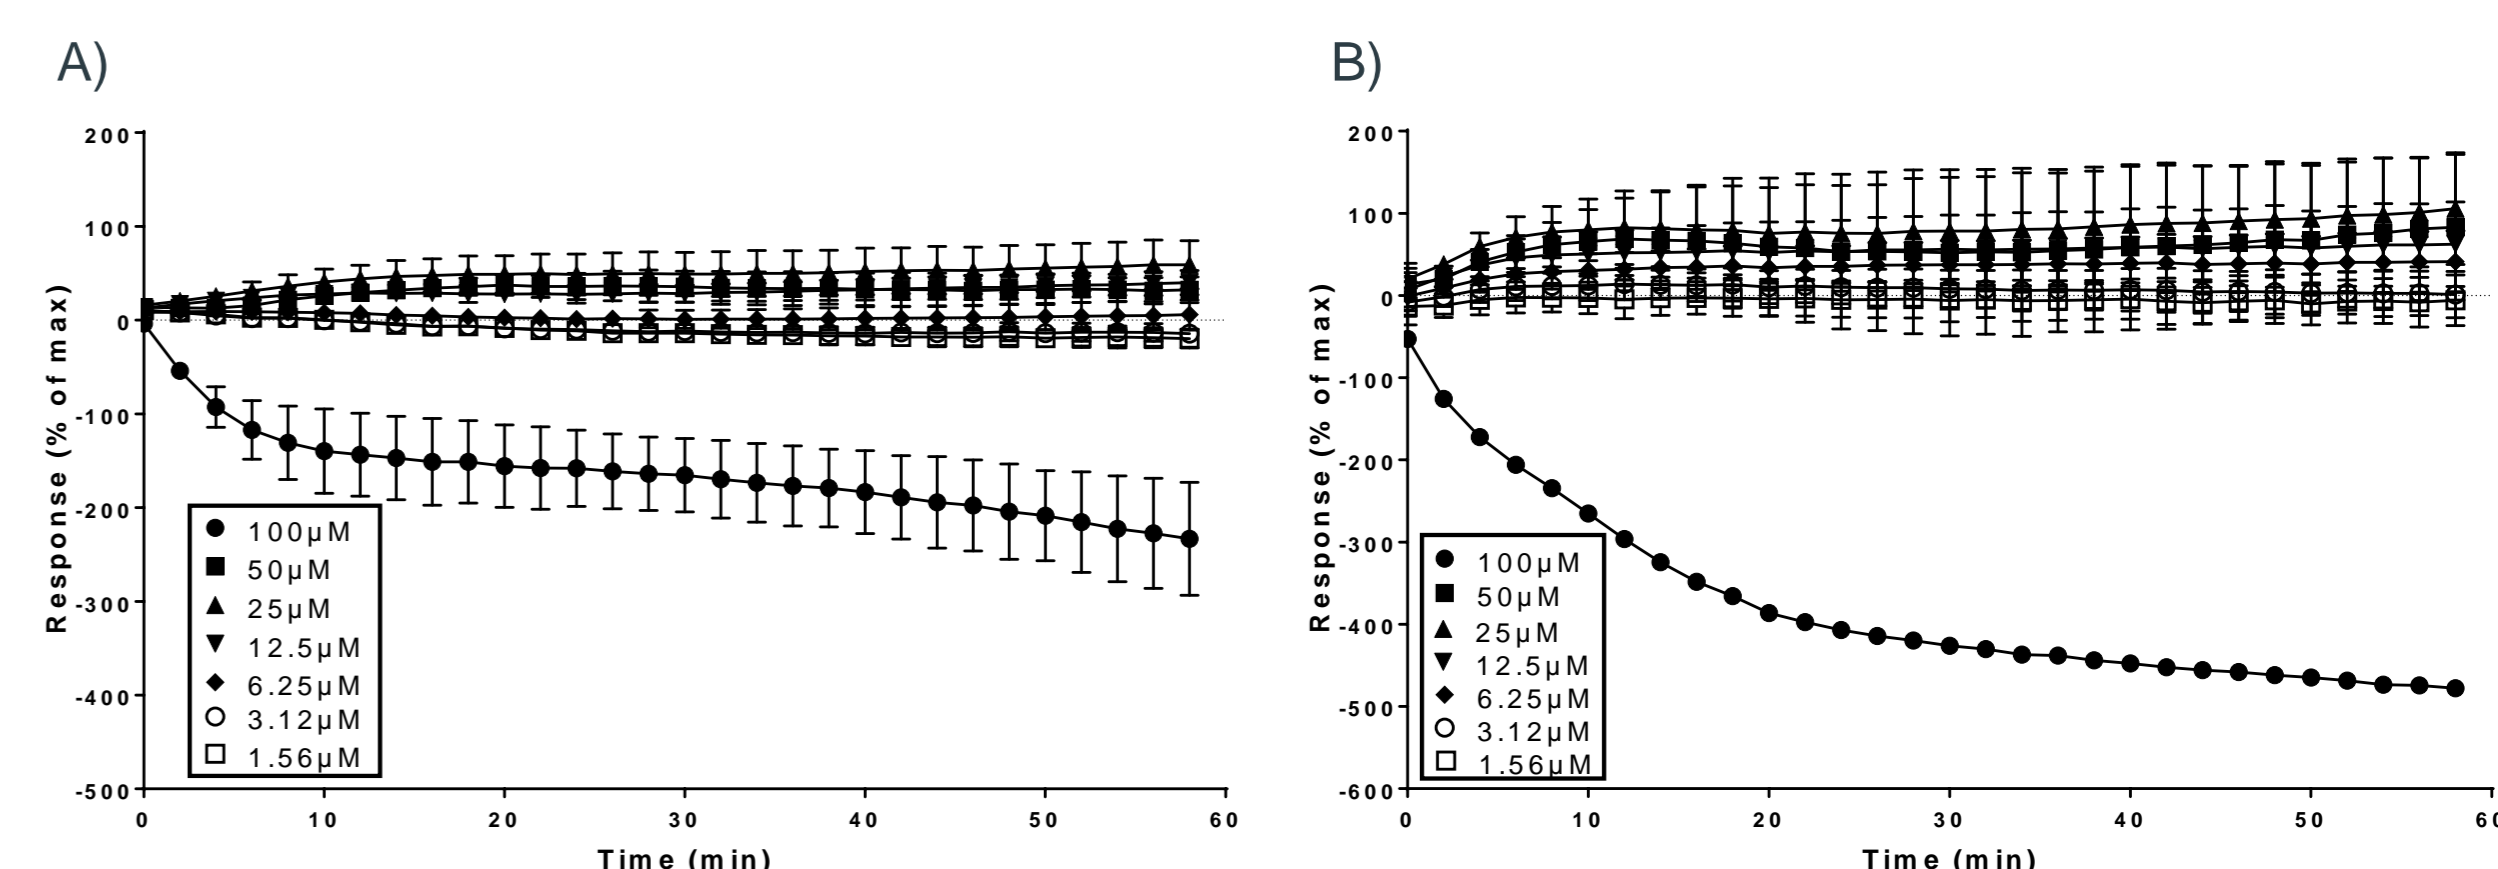 A)
200
100
0
-100
-200
-300
-400
-500
0 10 20 30 40 50 60
Response (% of max)
Time (min)
100µM
50µM
25µM
12.5µM
6.25µM
3.12µM
1.56µM
B)
200
100
0
-100
-200
-300
-400
-500
-600
0 10 20 30 40 50 60
Response (% of max)
Time (min)
100µM
50µM
25µM
12.5µM
6.25µM
3.12µM
1.56µM